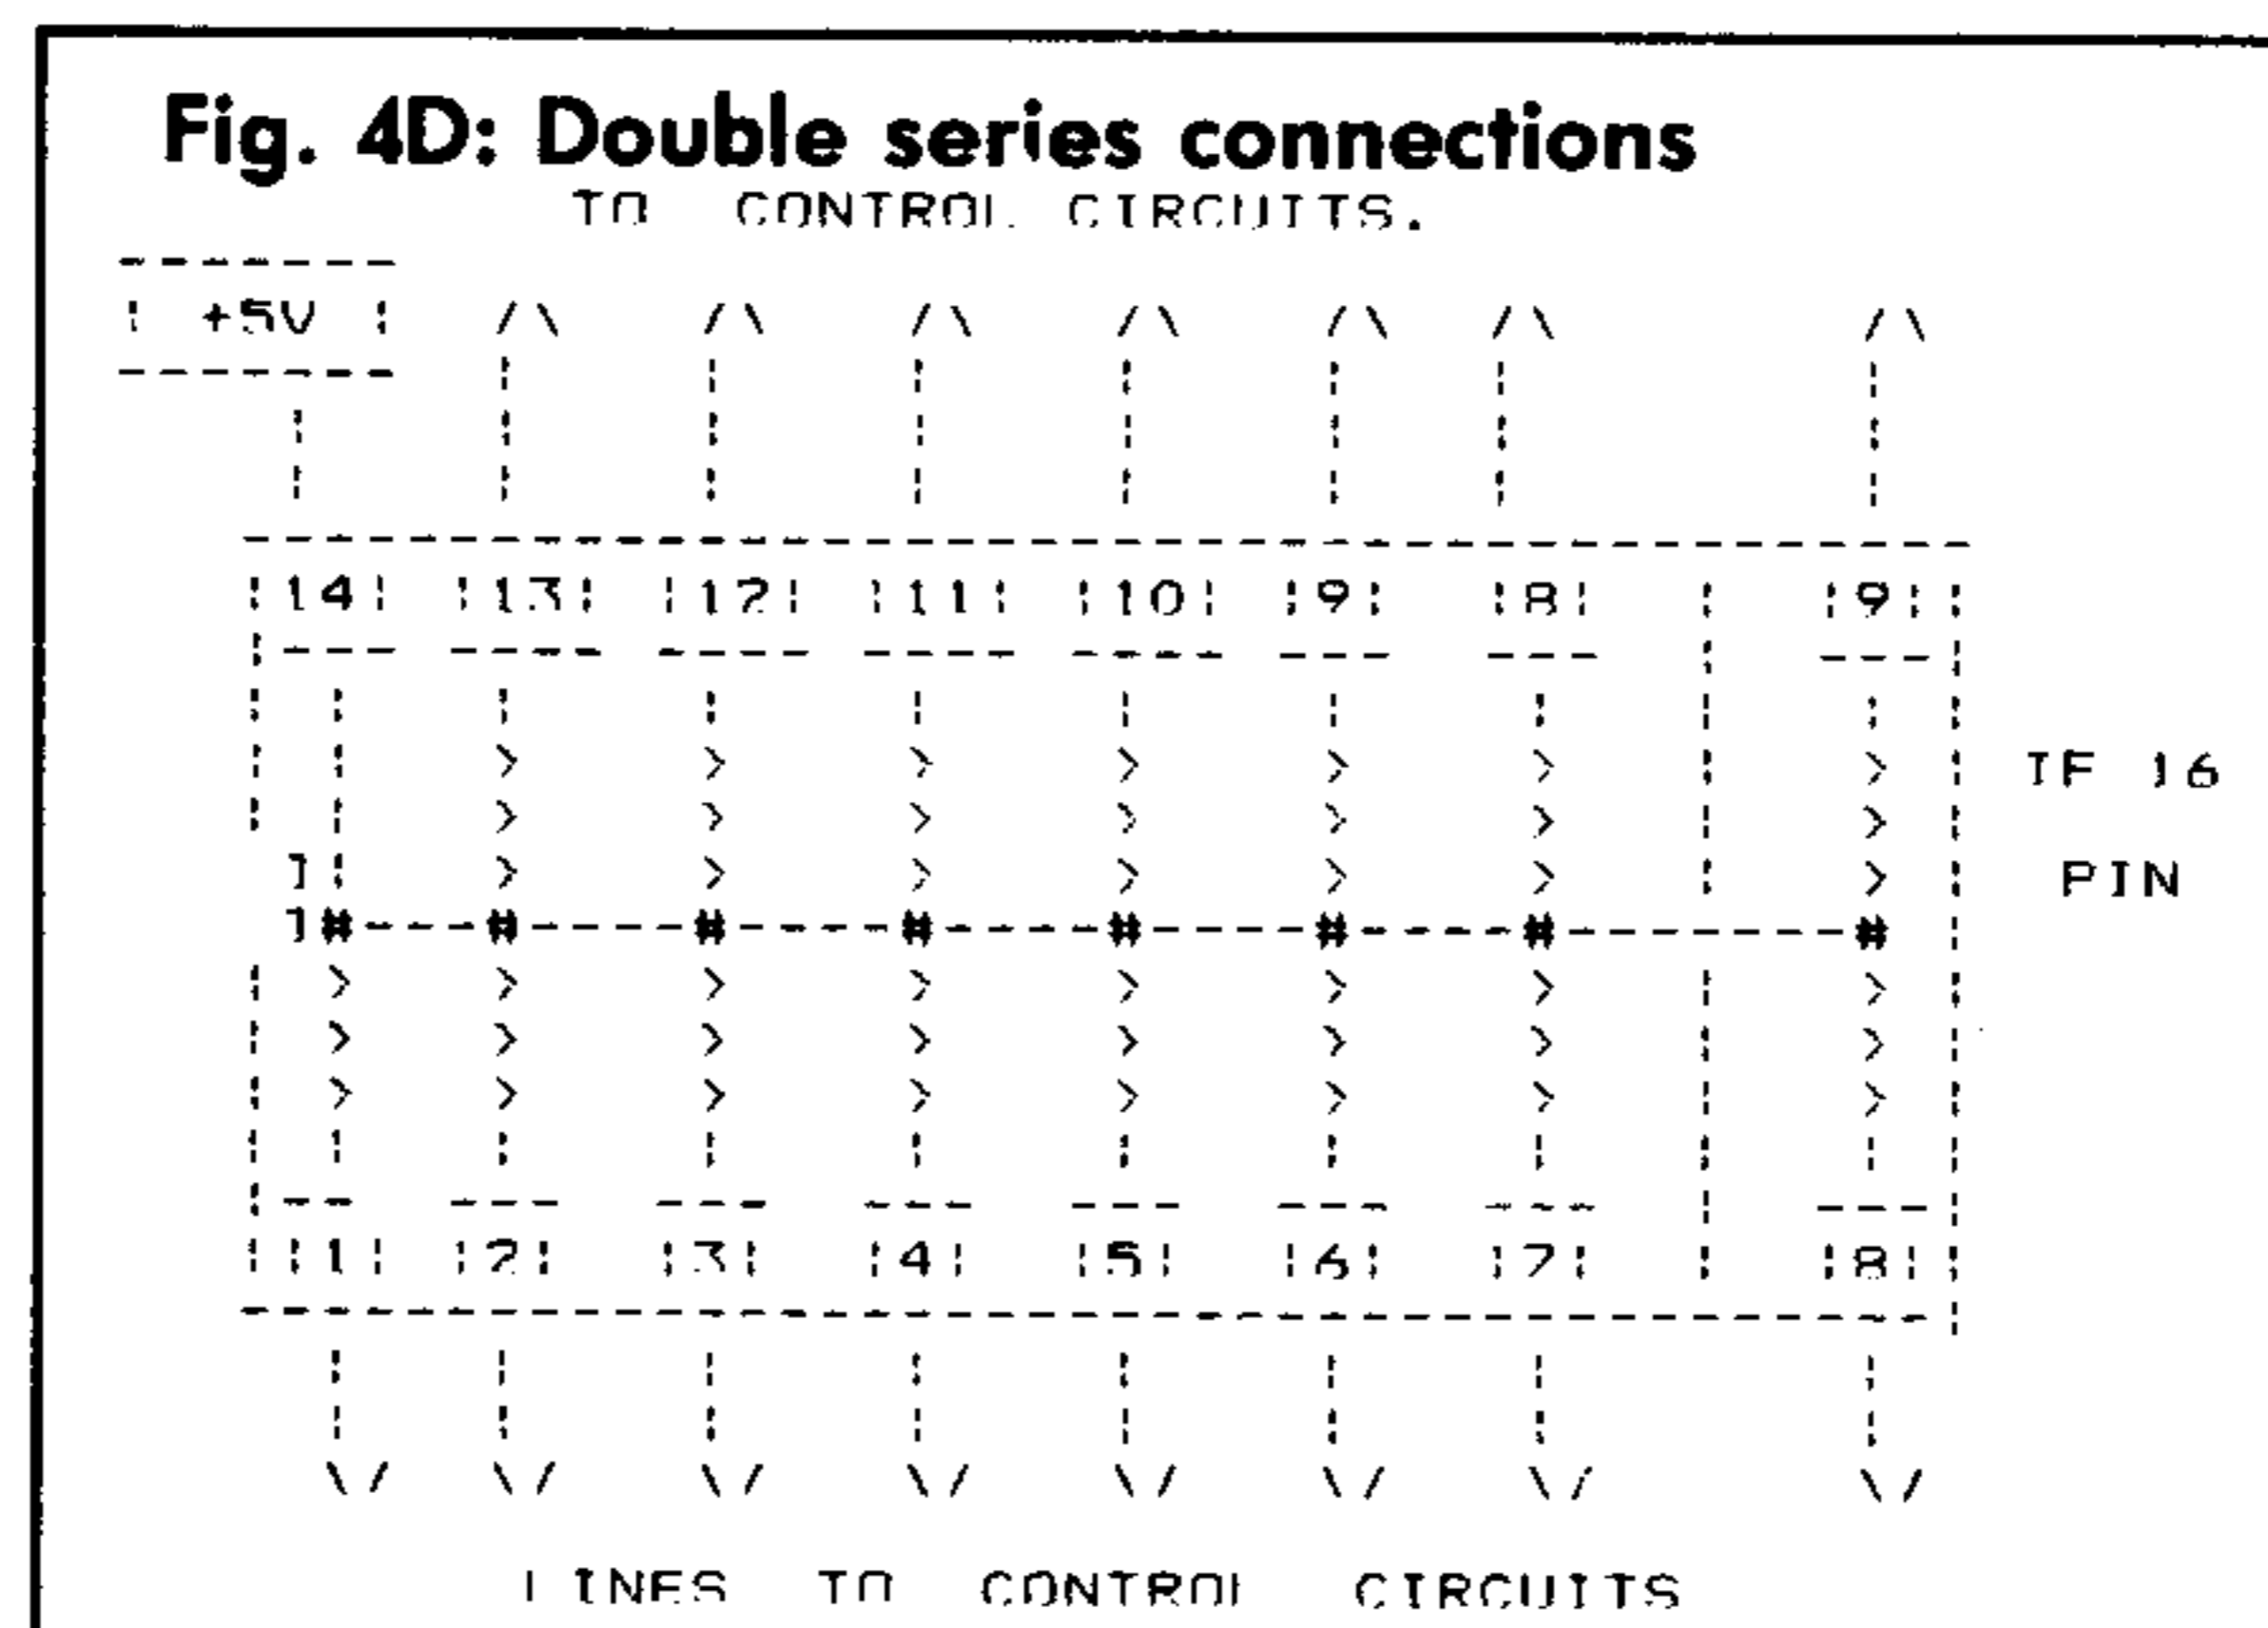 Fig. 4D: Double series connections
TO CONTROL CIRCUITS.
+5V
14 13 12 11 10 9 8 9
IF 16
PIN
1 2 3 4 5 6 7 8
LINES TO CONTROL CIRCUITS